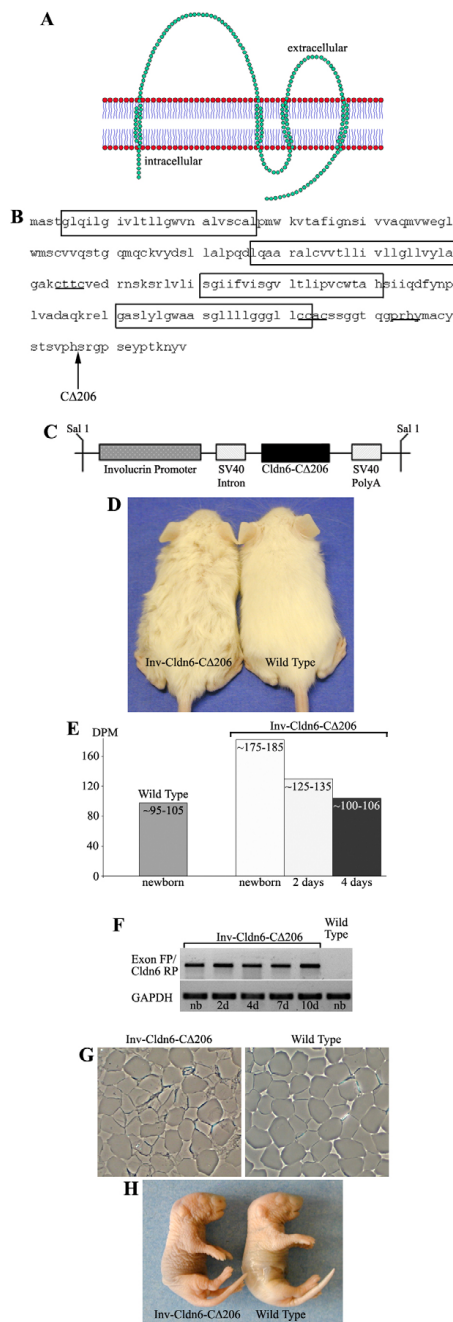 A
extracellular
intracellular
B
mastglqilg ivltllgwvn alvscalpmw kvtafignsi vvaqmvwegl
wmscvvqstg qmqckvydsl lalpqdlqaa ralcvvtlli vllgllvyla
gakcttcved rnsksrlvli sgiifvisgv ltlipvcwta hsiiqdfynp
lvadaqkrel gaslylgwaa sgllllgggl lccacssggt qgprhymacy
stsvphsrgp seyptknyv
CΔ206
C
Sal 1
Sal 1
Involucrin Promoter
SV40
Intron
Cldn6-CΔ206
SV40
PolyA
D
Inv-Cldn6-CΔ206
Wild Type
E
DPM
Inv-Cldn6-CΔ206
160
120
80
40
0
Wild Type
~95-105
~175-185
~125-135
~100-106
newborn
newborn
2 days
4 days
F
Inv-Cldn6-CΔ206
Wild
Type
Exon FP/
Cldn6 RP
GAPDH
nb 2d 4d 7d 10d nb
G
Inv-Cldn6-CΔ206
Wild Type
H
Inv-Cldn6-CΔ206
Wild Type